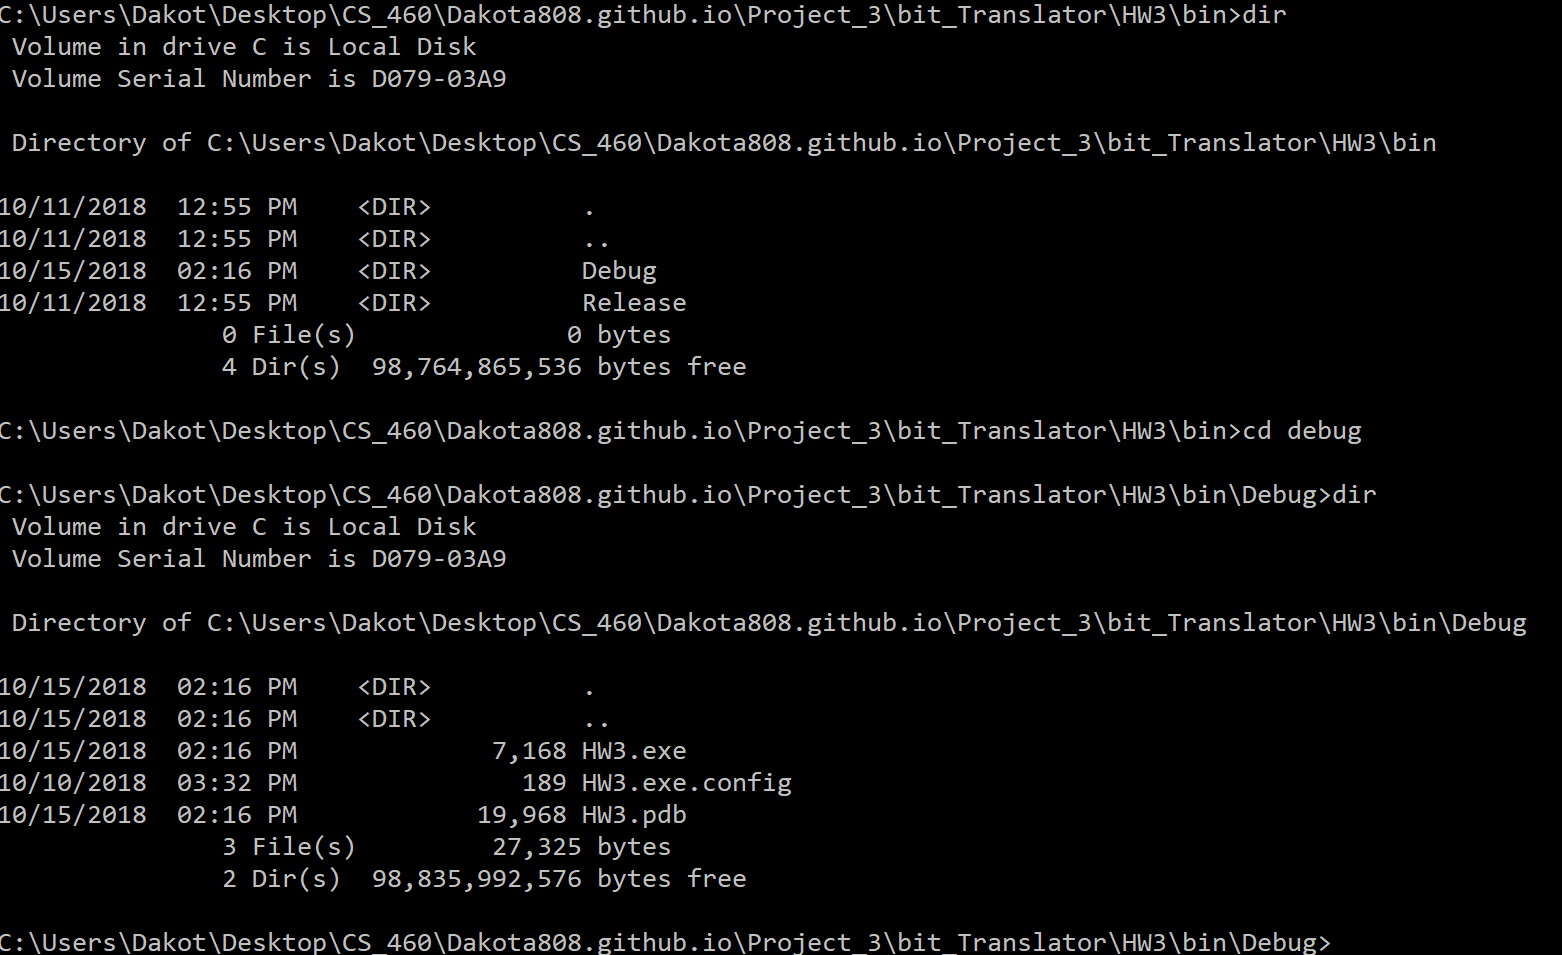 C:\Users\Dakot\Desktop\CS_460\Dakota808.github.io\Project_3\bit_Translator\HW3\bin>dir
 Volume in drive C is Local Disk
 Volume Serial Number is D079-03A9

 Directory of C:\Users\Dakot\Desktop\CS_460\Dakota808.github.io\Project_3\bit_Translator\HW3\bin

10/11/2018  12:55 PM    <DIR>          .
10/11/2018  12:55 PM    <DIR>          ..
10/15/2018  02:16 PM    <DIR>          Debug
10/11/2018  12:55 PM    <DIR>          Release
               0 File(s)              0 bytes
               4 Dir(s)  98,764,865,536 bytes free

C:\Users\Dakot\Desktop\CS_460\Dakota808.github.io\Project_3\bit_Translator\HW3\bin>cd debug

C:\Users\Dakot\Desktop\CS_460\Dakota808.github.io\Project_3\bit_Translator\HW3\bin\Debug>dir
 Volume in drive C is Local Disk
 Volume Serial Number is D079-03A9

 Directory of C:\Users\Dakot\Desktop\CS_460\Dakota808.github.io\Project_3\bit_Translator\HW3\bin\Debug

10/15/2018  02:16 PM    <DIR>          .
10/15/2018  02:16 PM    <DIR>          ..
10/15/2018  02:16 PM             7,168 HW3.exe
10/10/2018  03:32 PM               189 HW3.exe.config
10/15/2018  02:16 PM            19,968 HW3.pdb
               3 File(s)         27,325 bytes
               2 Dir(s)  98,835,992,576 bytes free

C:\Users\Dakot\Desktop\CS_460\Dakota808.github.io\Project_3\bit_Translator\HW3\bin\Debug>